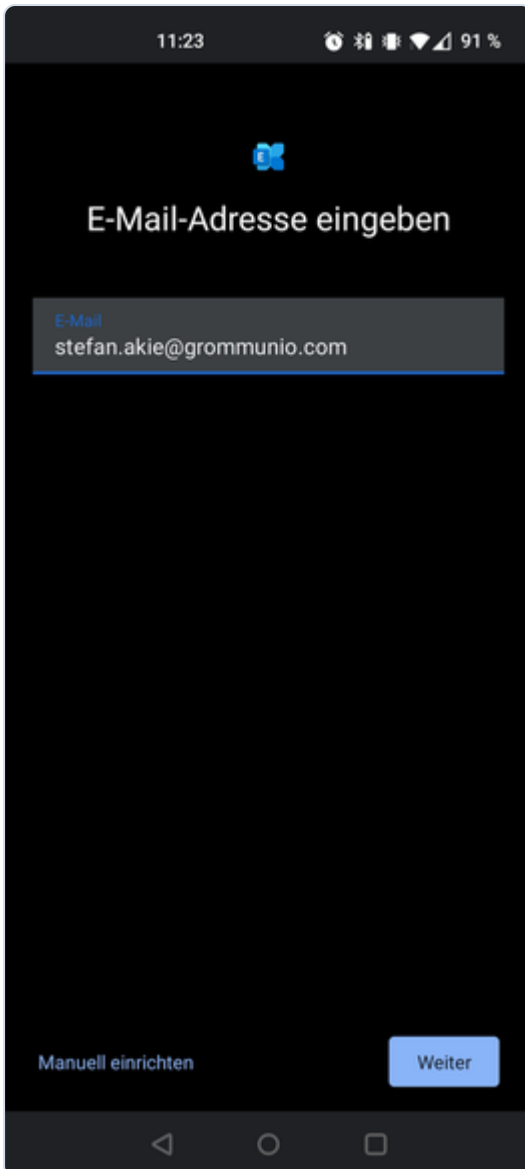 11:23 91 %
E
E-Mail-Adresse eingeben
E-Mail
stefan.akie@grommunio.com
Manuell einrichten Weiter